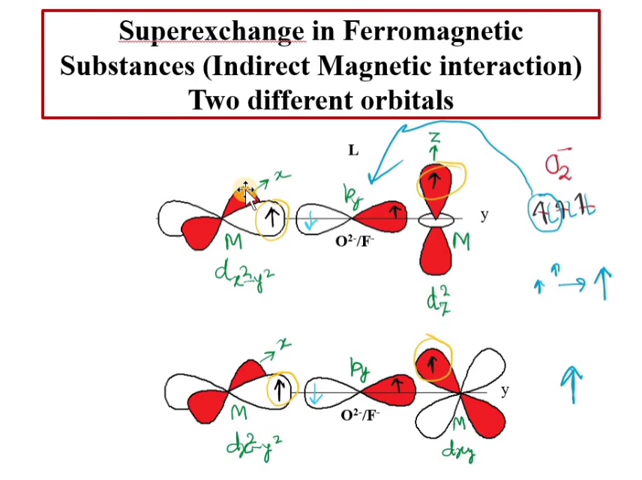 Superexchange in Ferromagnetic
Substances (Indirect Magnetic interaction)
Two different orbitals
L
z
x
Py
y
M
O²⁻/F⁻
M
dx²-y²
dz²
x
Py
y
M
O²⁻/F⁻
M
dx²-y²
dxy